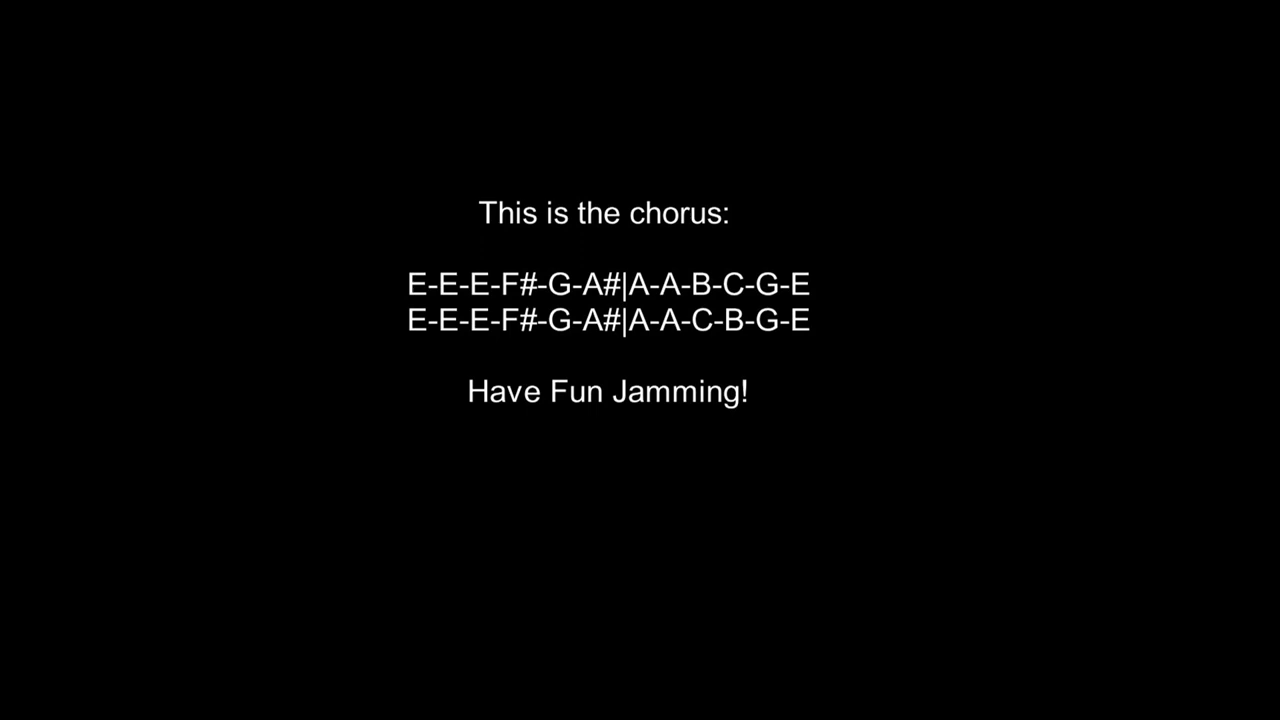 This is the chorus:
E-E-E-F#-G-A#|A-A-B-C-G-E
E-E-E-F#-G-A#|A-A-C-B-G-E
Have Fun Jamming!